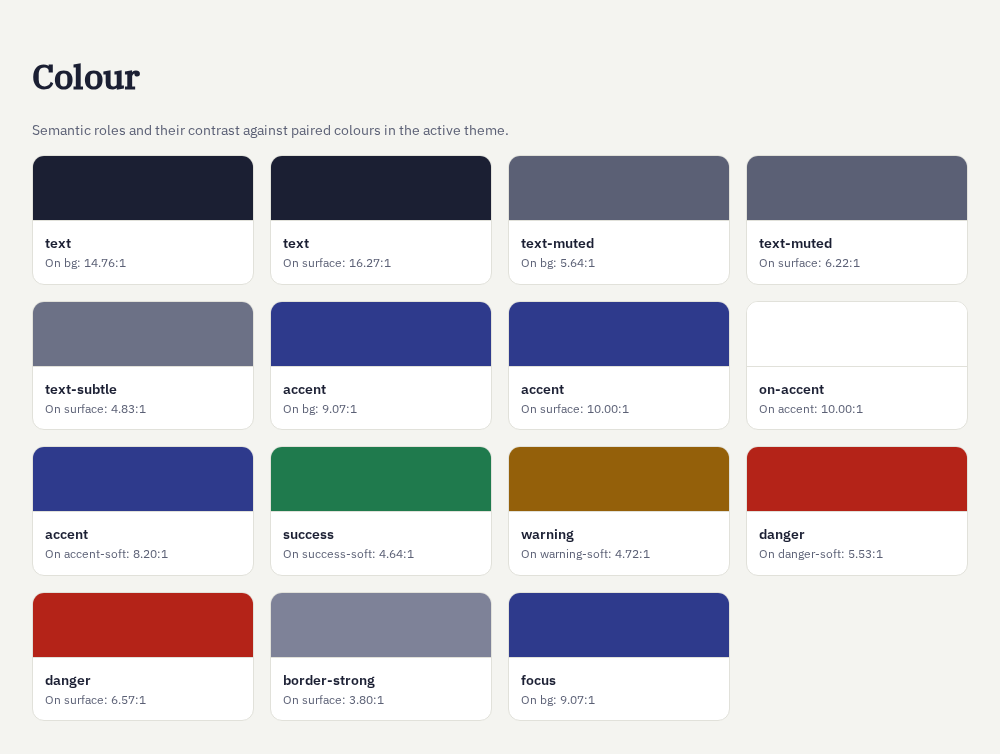 Colour
Semantic roles and their contrast against paired colours in the active theme.
text
On bg: 14.76:1
text
On surface: 16.27:1
text-muted
On bg: 5.64:1
text-muted
On surface: 6.22:1
text-subtle
On surface: 4.83:1
accent
On bg: 9.07:1
accent
On surface: 10.00:1
on-accent
On accent: 10.00:1
accent
On accent-soft: 8.20:1
success
On success-soft: 4.64:1
warning
On warning-soft: 4.72:1
danger
On danger-soft: 5.53:1
danger
On surface: 6.57:1
border-strong
On surface: 3.80:1
focus
On bg: 9.07:1